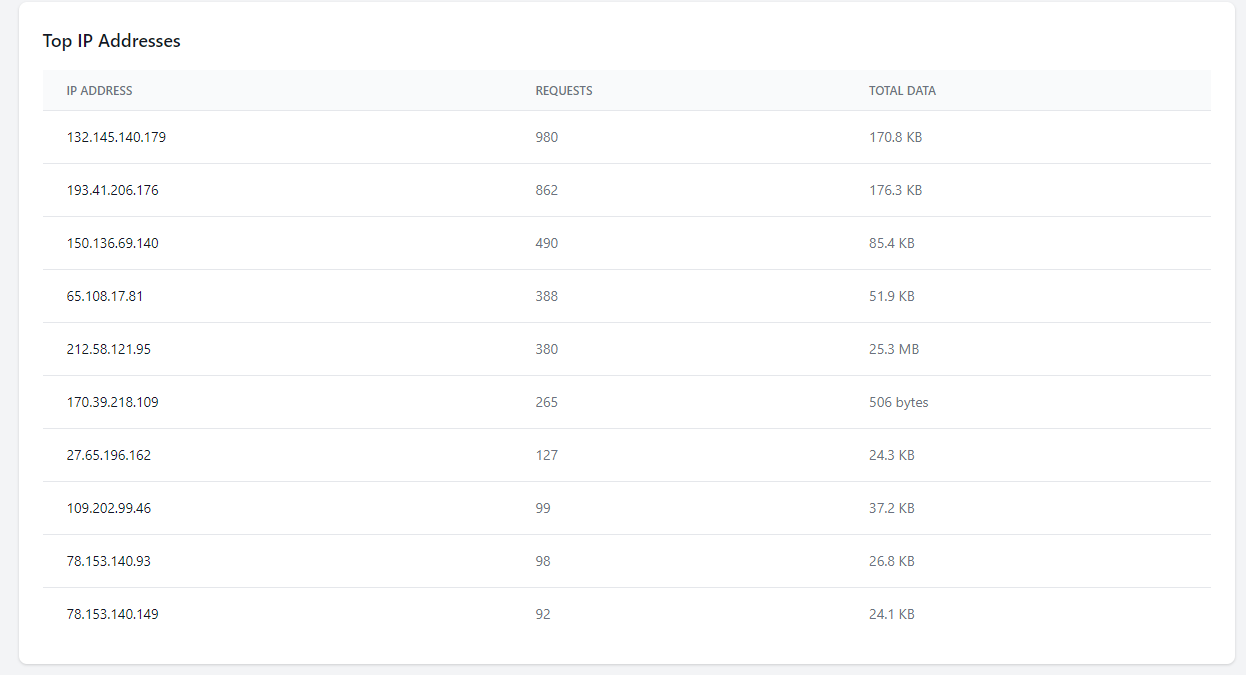 Top IP Addresses
IP ADDRESS REQUESTS TOTAL DATA
132.145.140.179 980 170.8 KB
193.41.206.176 862 176.3 KB
150.136.69.140 490 85.4 KB
65.108.17.81 388 51.9 KB
212.58.121.95 380 25.3 MB
170.39.218.109 265 506 bytes
27.65.196.162 127 24.3 KB
109.202.99.46 99 37.2 KB
78.153.140.93 98 26.8 KB
78.153.140.149 92 24.1 KB